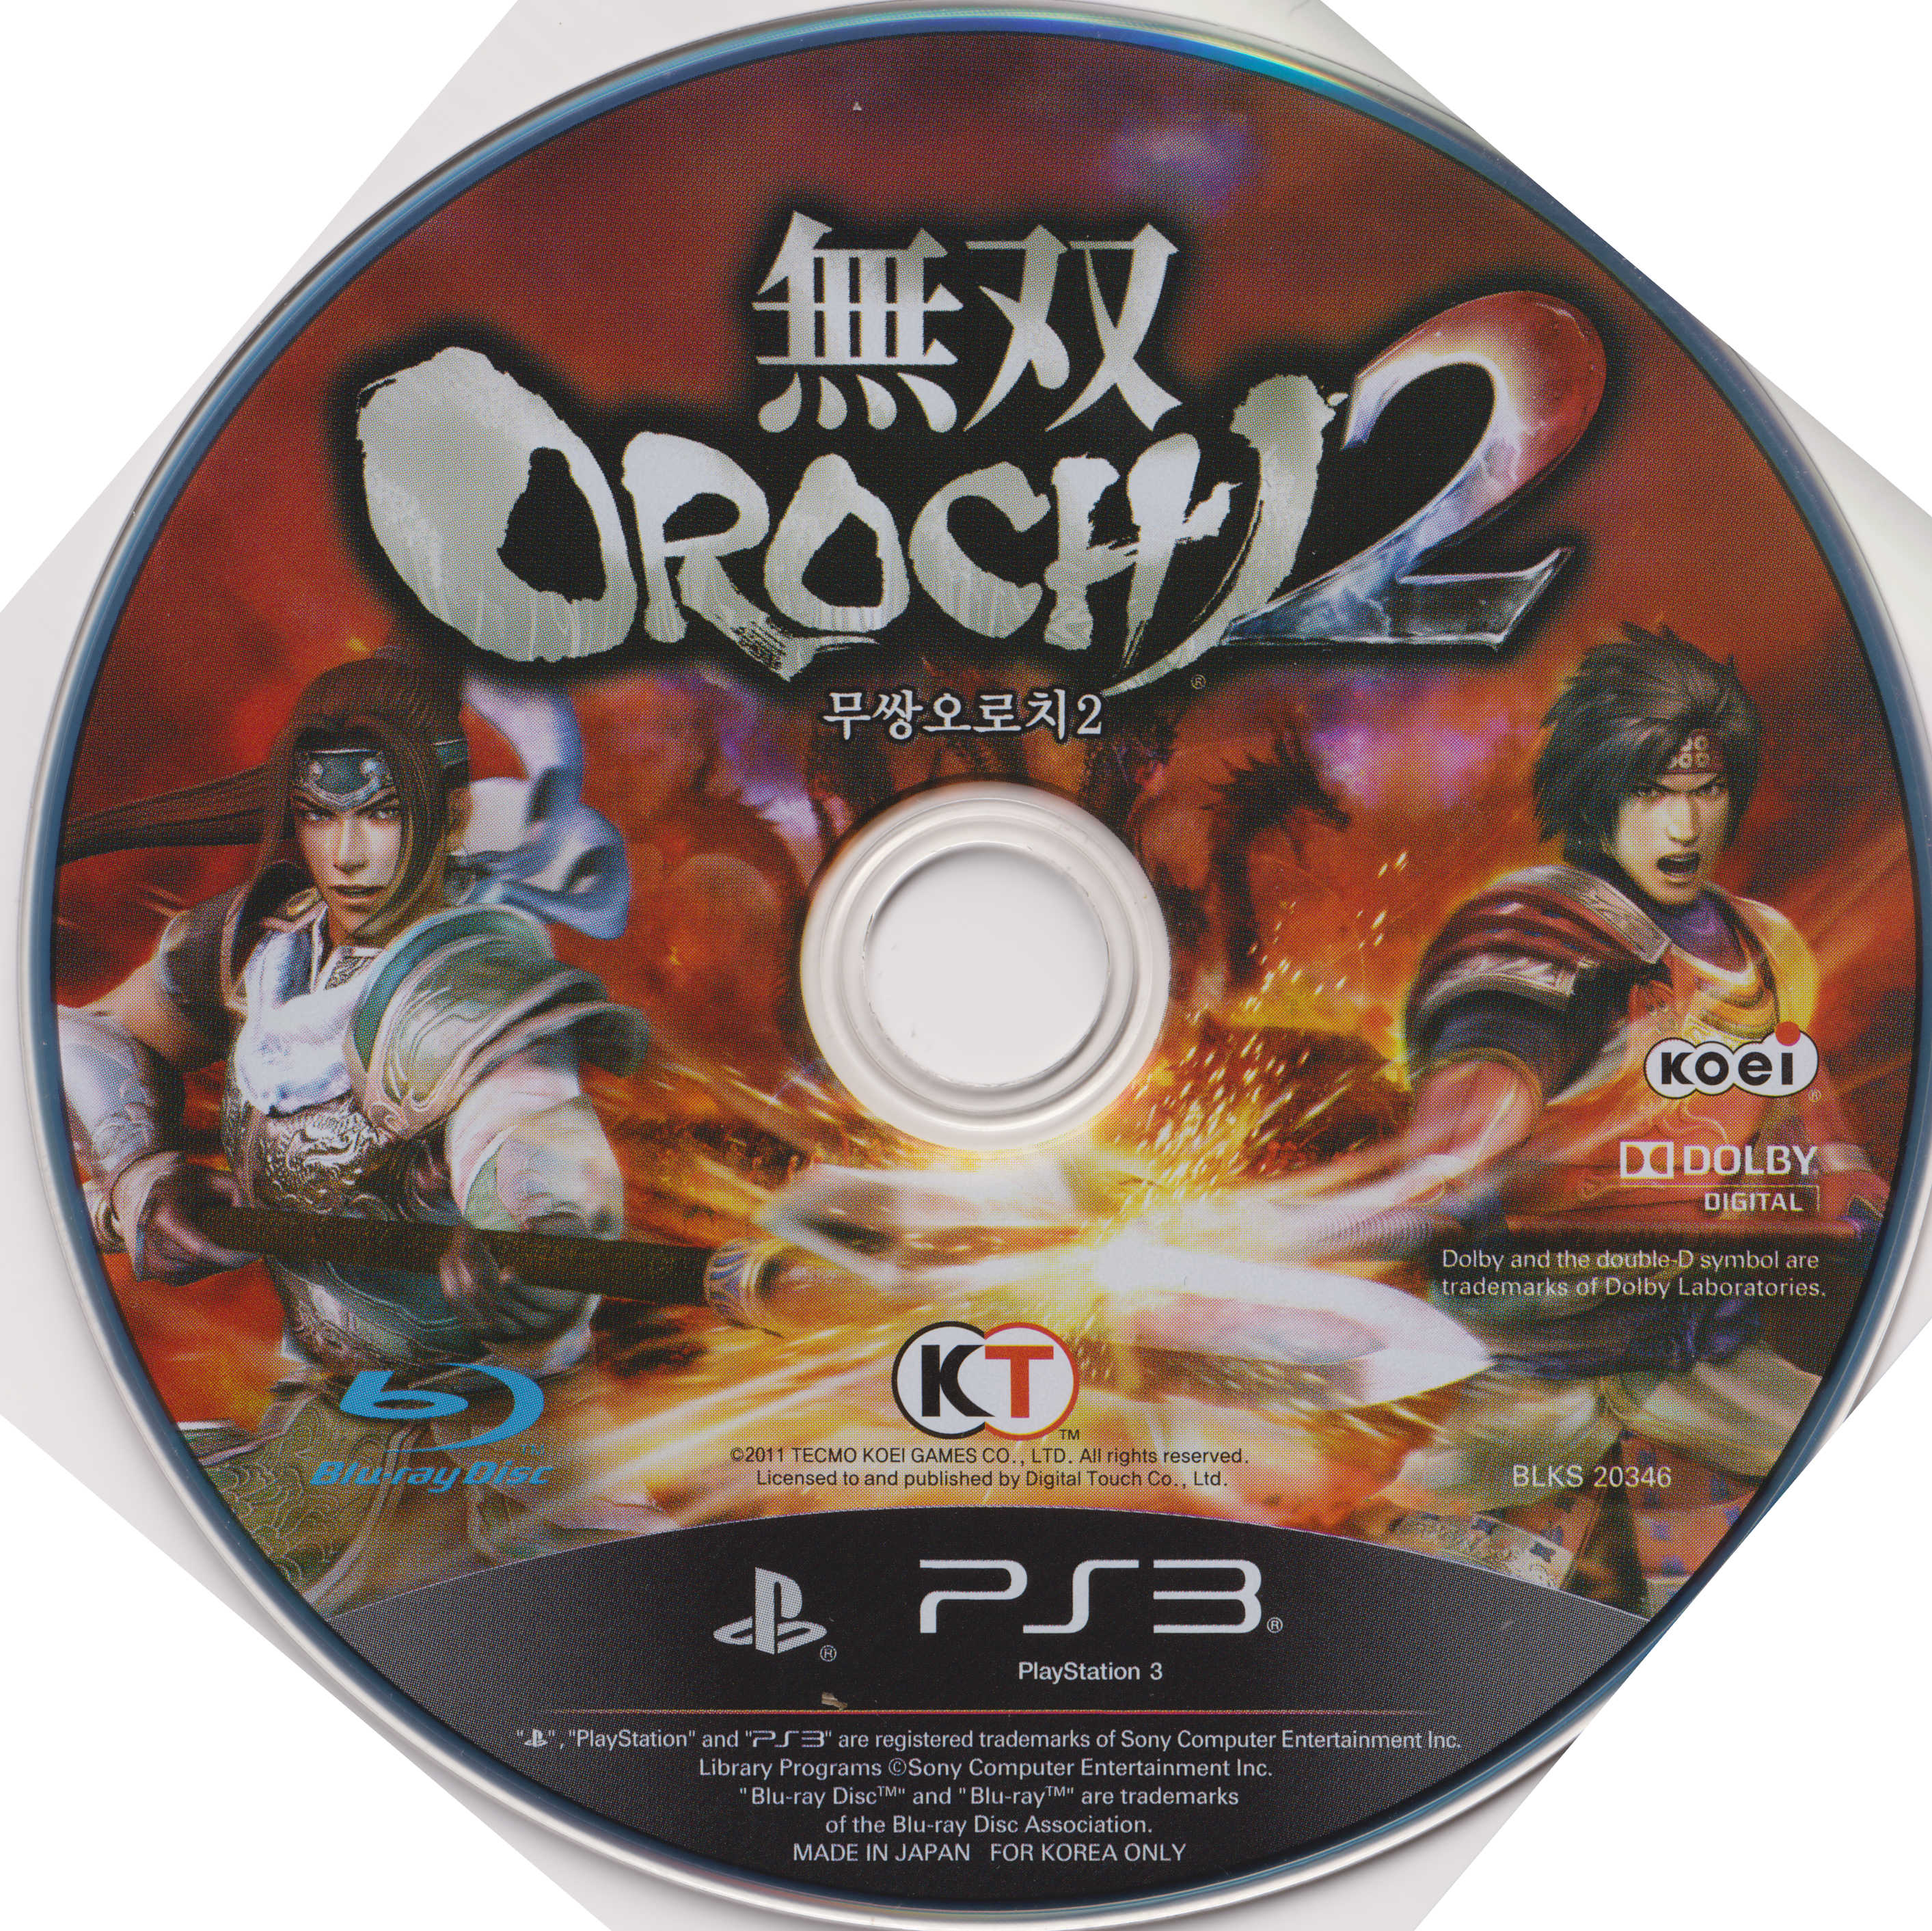 無双
OROCHI 2
®
무쌍오로치2
KOEI
®
DOLBY
DIGITAL
Dolby and the double-D symbol are
trademarks of Dolby Laboratories.
Blu-ray Disc
™
KT
™
©2011 TECMO KOEI GAMES CO., LTD. All rights reserved.
Licensed to and published by Digital Touch Co., Ltd.
BLKS 20346
®
PS3®
PlayStation 3
" ", "PlayStation" and "PS3" are registered trademarks of Sony Computer Entertainment Inc.
Library Programs ©Sony Computer Entertainment Inc.
"Blu-ray Disc™" and "Blu-ray™" are trademarks
of the Blu-ray Disc Association.
MADE IN JAPAN FOR KOREA ONLY